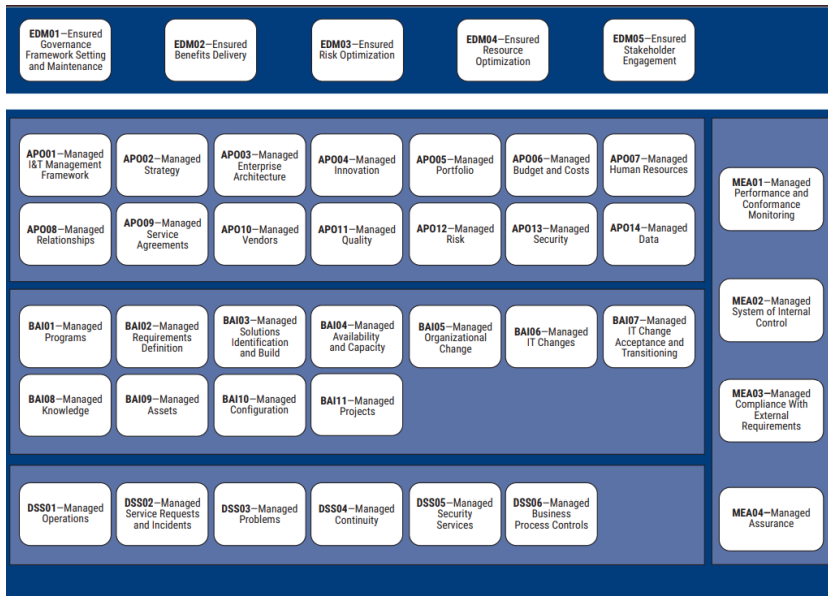 EDM01—Ensured
Governance
Framework Setting
and Maintenance
EDM02—Ensured
Benefits Delivery
EDM03—Ensured
Risk Optimization
EDM04—Ensured
Resource
Optimization
EDM05—Ensured
Stakeholder
Engagement
APO01—Managed
I&T Management
Framework
APO02—Managed
Strategy
APO03—Managed
Enterprise
Architecture
APO04—Managed
Innovation
APO05—Managed
Portfolio
APO06—Managed
Budget and Costs
APO07—Managed
Human Resources
APO08—Managed
Relationships
APO09—Managed
Service
Agreements
APO10—Managed
Vendors
APO11—Managed
Quality
APO12—Managed
Risk
APO13—Managed
Security
APO14—Managed
Data
BAI01—Managed
Programs
BAI02—Managed
Requirements
Definition
BAI03—Managed
Solutions
Identification
and Build
BAI04—Managed
Availability
and Capacity
BAI05—Managed
Organizational
Change
BAI06—Managed
IT Changes
BAI07—Managed
IT Change
Acceptance and
Transitioning
BAI08—Managed
Knowledge
BAI09—Managed
Assets
BAI10—Managed
Configuration
BAI11—Managed
Projects
DSS01—Managed
Operations
DSS02—Managed
Service Requests
and Incidents
DSS03—Managed
Problems
DSS04—Managed
Continuity
DSS05—Managed
Security
Services
DSS06—Managed
Business
Process Controls
MEA01—Managed
Performance and
Conformance
Monitoring
MEA02—Managed
System of Internal
Control
MEA03—Managed
Compliance With
External
Requirements
MEA04—Managed
Assurance